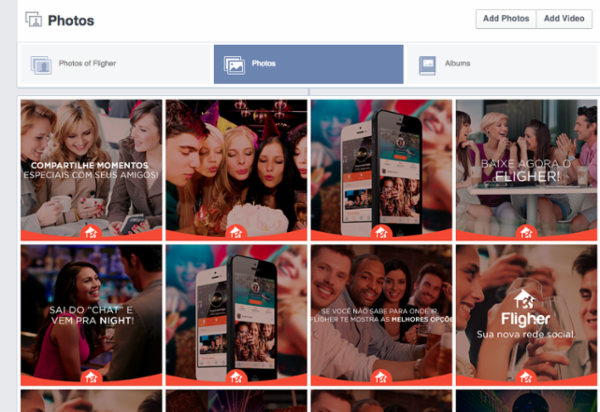 Photos
Add Photos
Add Video
Photos of Fligher
Photos
Albums
COMPARTILHE MOMENTOS
ESPECIAIS COM SEUS AMIGOS!
BAIXE AGORA O
FLIGHER!
SAI DO "CHAT" E
VEM PRA NIGHT!
SE VOCÊ NÃO SABE PARA ONDE IR
FLIGHER TE MOSTRA AS MELHORES OPÇÕ
Fligher
Sua nova rede social.